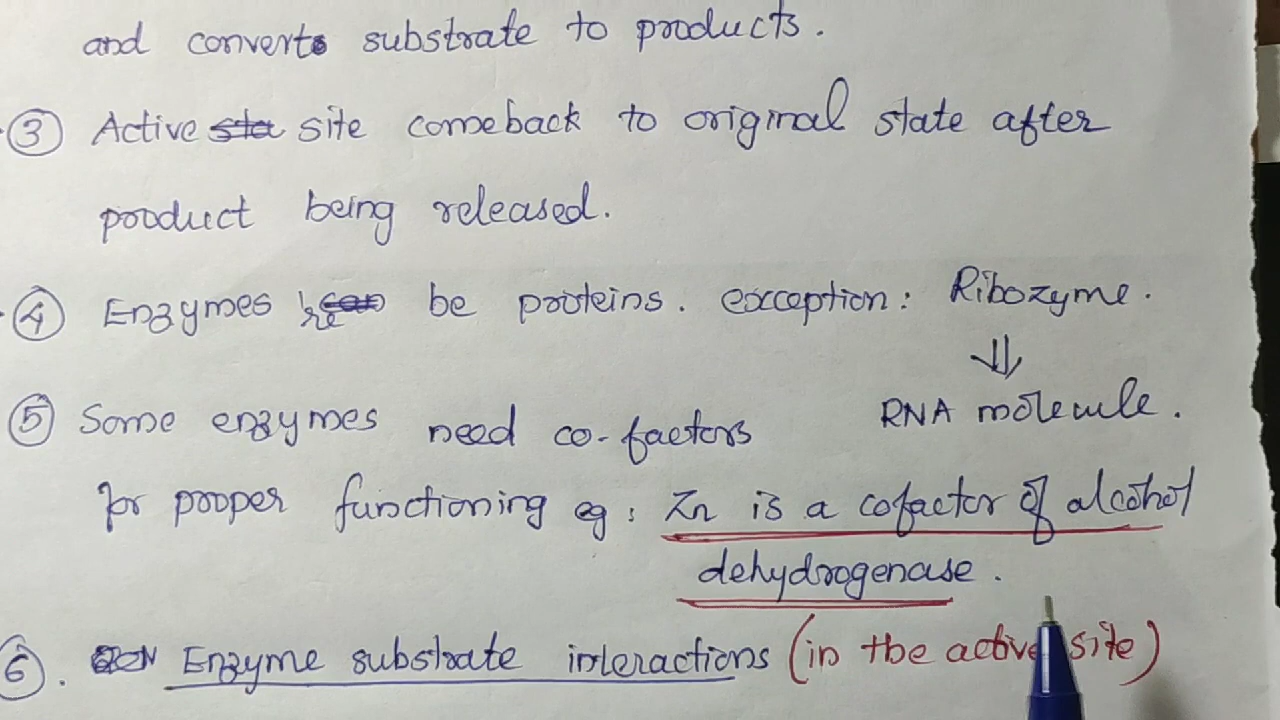 and converts substrate to products.
③ Active site comeback to original state after
product being released.
④ Enzymes be proteins. exception: Ribozyme.
⇓
RNA molecule.
⑤ Some enzymes need co-factors
for proper functioning eg: Zn is a cofactor of alcohol
dehydrogenase.
⑥. Enzyme substrate interactions (in the active site)